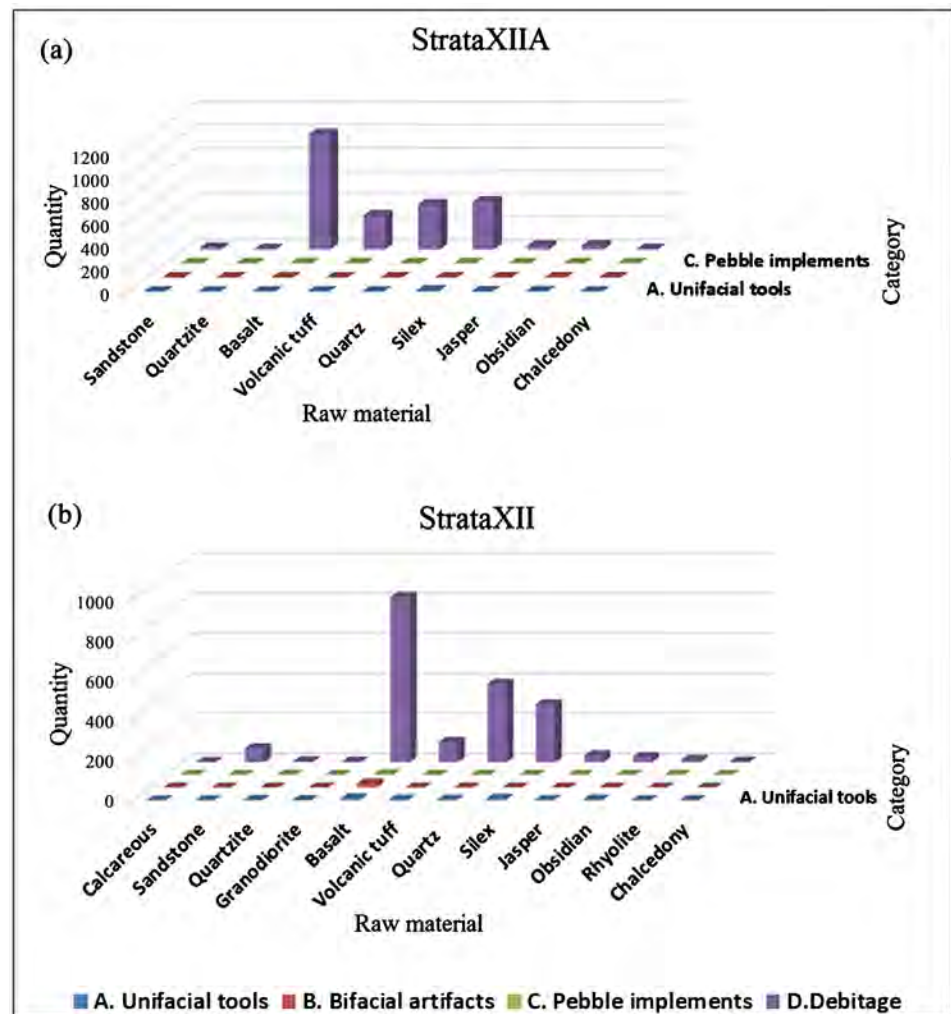 (a)
StrataXIIA
1200
1000
800
600
400
200
0
Quantity
C. Pebble implements
A. Unifacial tools
Category
Sandstone
Quartzite
Basalt
Volcanic tuff
Quartz
Silex
Jasper
Obsidian
Chalcedony
Raw material
(b)
StrataXII
1000
800
600
400
200
0
Quantity
A. Unifacial tools
Category
Calcareous
Sandstone
Quartzite
Granodiorite
Basalt
Volcanic tuff
Quartz
Silex
Jasper
Obsidian
Rhyolite
Chalcedony
Raw material
A. Unifacial tools B. Bifacial artifacts C. Pebble implements D.Debitage